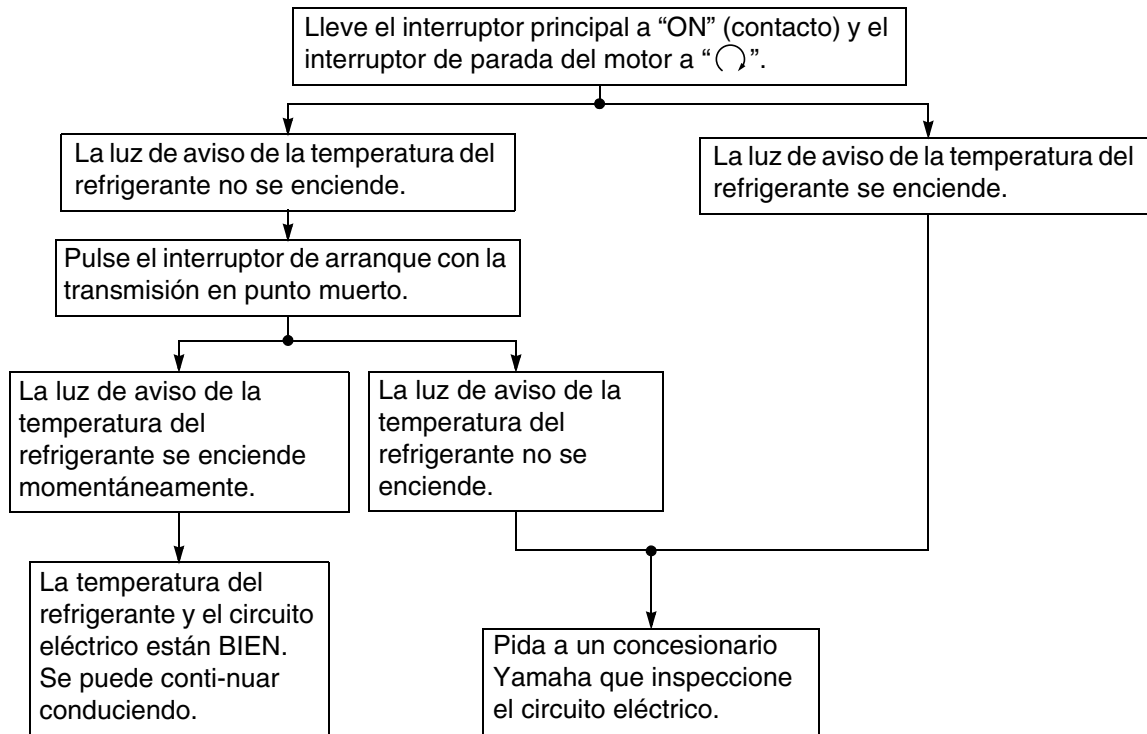 Lleve el interruptor principal a “ON” (contacto) y el
interruptor de parada del motor a “ ”.
La luz de aviso de la temperatura del
refrigerante no se enciende.
La luz de aviso de la temperatura del
refrigerante se enciende.
Pulse el interruptor de arranque con la
transmisión en punto muerto.
La luz de aviso de la
temperatura del
refrigerante se enciende
momentáneamente.
La luz de aviso de la
temperatura del
refrigerante no se
enciende.
La temperatura del
refrigerante y el circuito
eléctrico están BIEN.
Se puede conti-nuar
conduciendo.
Pida a un concesionario
Yamaha que inspeccione
el circuito eléctrico.